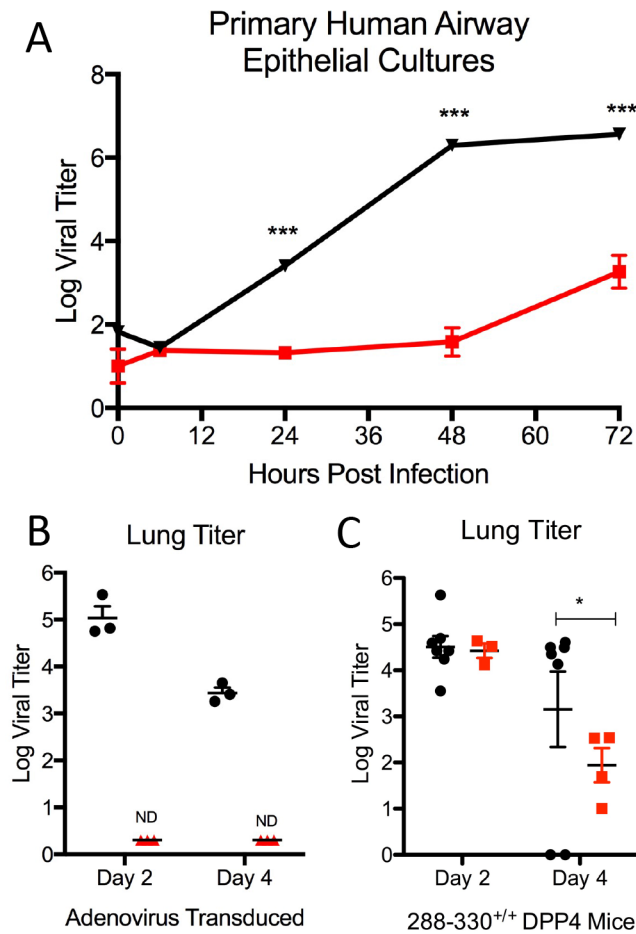 A
Primary Human Airway
Epithelial Cultures
8
6
4
2
0
Log Viral Titer
***
***
***
0 12 24 36 48 60 72
Hours Post Infection
B
Lung Titer
6
5
4
3
2
1
0
Log Viral Titer
ND
ND
Day 2 Day 4
Adenovirus Transduced
C
Lung Titer
6
5
4
3
2
1
0
Log Viral Titer
*
Day 2 Day 4
288-330+/+ DPP4 Mice